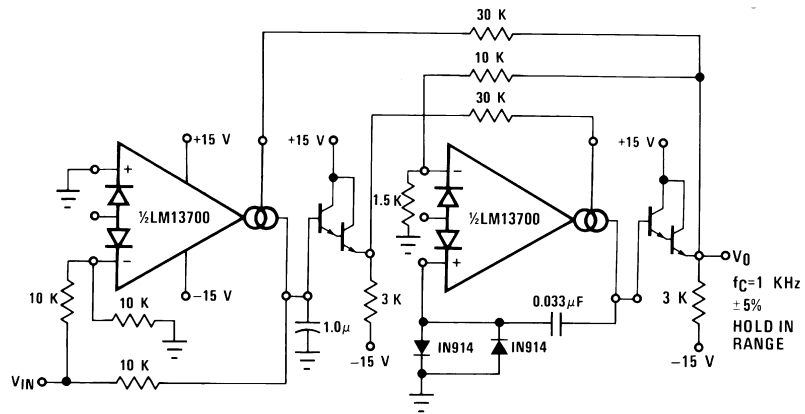 30 K
10 K
30 K
+15 V
+15 V
+15 V
+
−
1.5 K
½LM13700
½LM13700
−
+
VO
10 K
10 K
−15 V
3 K
0.033μF
3 K
fC=1 KHz
±5%
HOLD IN
RANGE
1.0μ
−15 V
IN914
IN914
−15 V
VIN
10 K